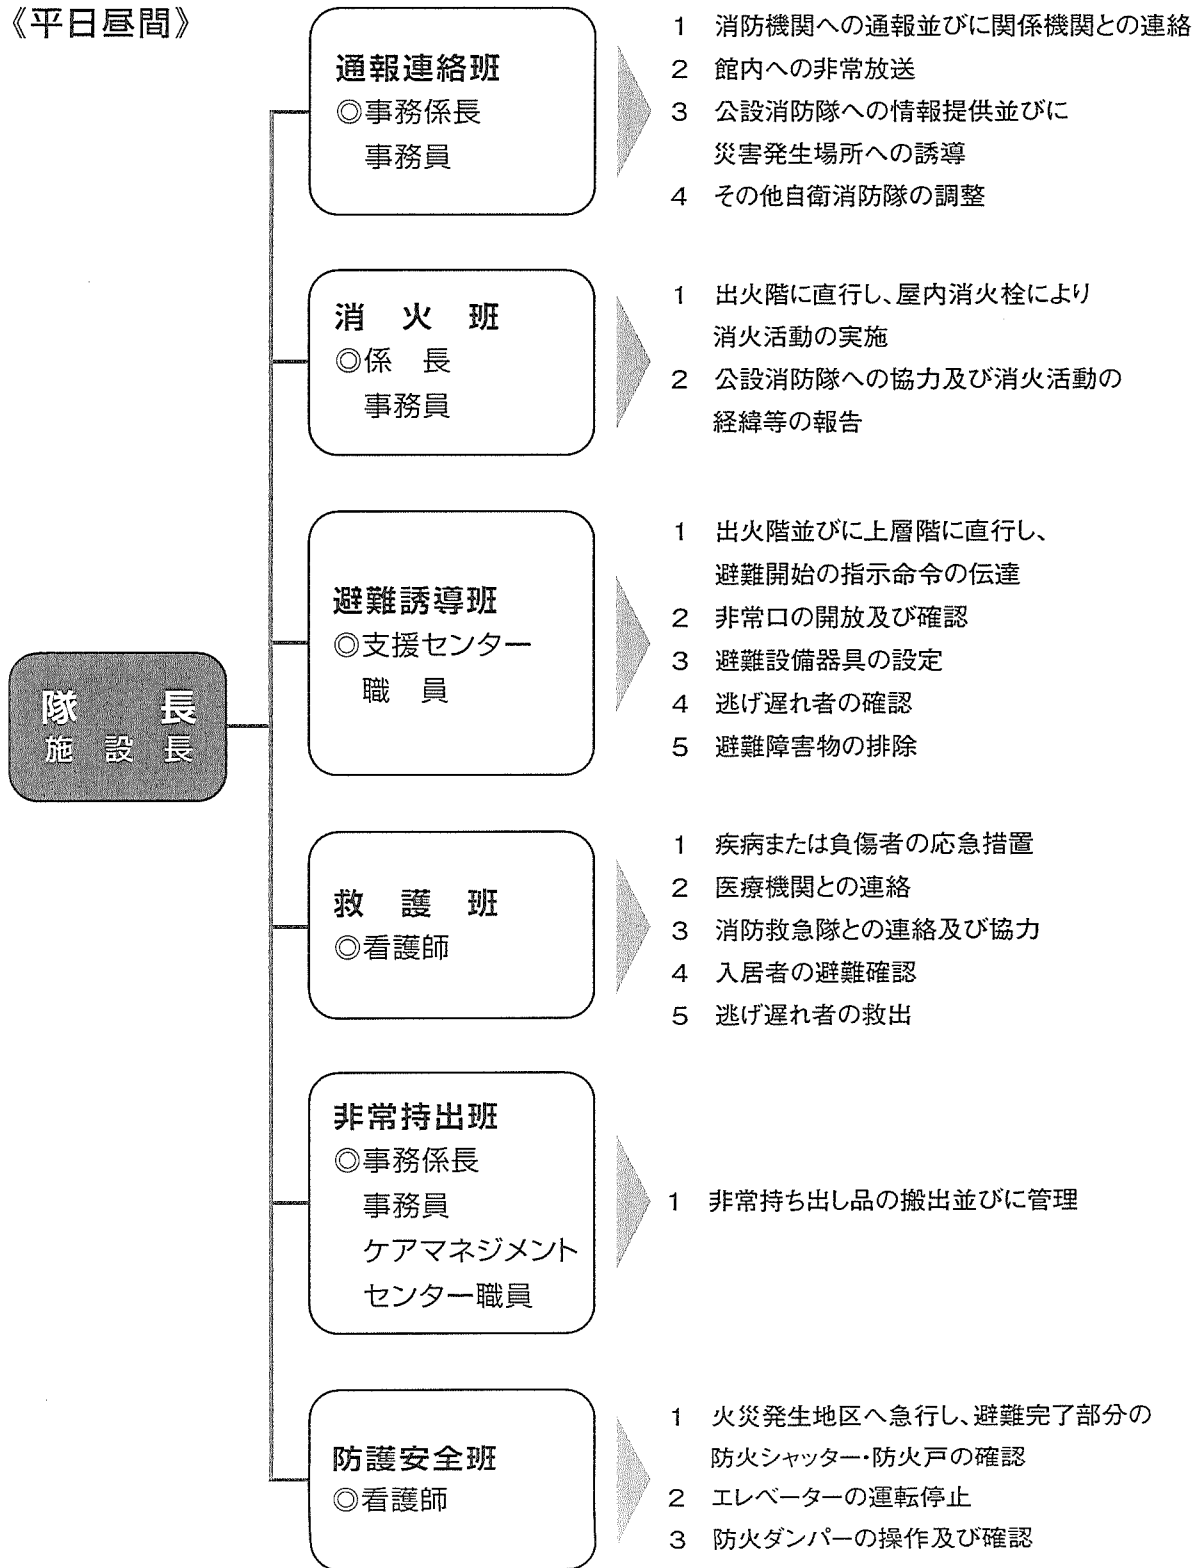 《平日昼間》
隊　長
施　設　長
通報連絡班
◎事務係長
事務員
1　消防機関への通報並びに関係機関との連絡
2　館内への非常放送
3　公設消防隊への情報提供並びに
災害発生場所への誘導
4　その他自衛消防隊の調整
消　火　班
◎係　長
事務員
1　出火階に直行し、屋内消火栓により
消火活動の実施
2　公設消防隊への協力及び消火活動の
経緯等の報告
避難誘導班
◎支援センター
職　員
1　出火階並びに上層階に直行し、
避難開始の指示命令の伝達
2　非常口の開放及び確認
3　避難設備器具の設定
4　逃げ遅れ者の確認
5　避難障害物の排除
救　護　班
◎看護師
1　疾病または負傷者の応急措置
2　医療機関との連絡
3　消防救急隊との連絡及び協力
4　入居者の避難確認
5　逃げ遅れ者の救出
非常持出班
◎事務係長
事務員
ケアマネジメント
センター職員
1　非常持ち出し品の搬出並びに管理
防護安全班
◎看護師
1　火災発生地区へ急行し、避難完了部分の
防火シャッター・防火戸の確認
2　エレベーターの運転停止
3　防火ダンパーの操作及び確認